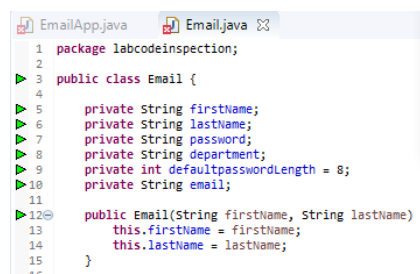 EmailApp.java Email.java
1 package labcodeinspection;
2
3 public class Email {
4
5 private String firstName;
6 private String lastName;
7 private String password;
8 private String department;
9 private int defaultpasswordLength = 8;
10 private String email;
11
12 public Email(String firstName, String lastName)
13 this.firstName = firstName;
14 this.lastName = lastName;
15 }
16